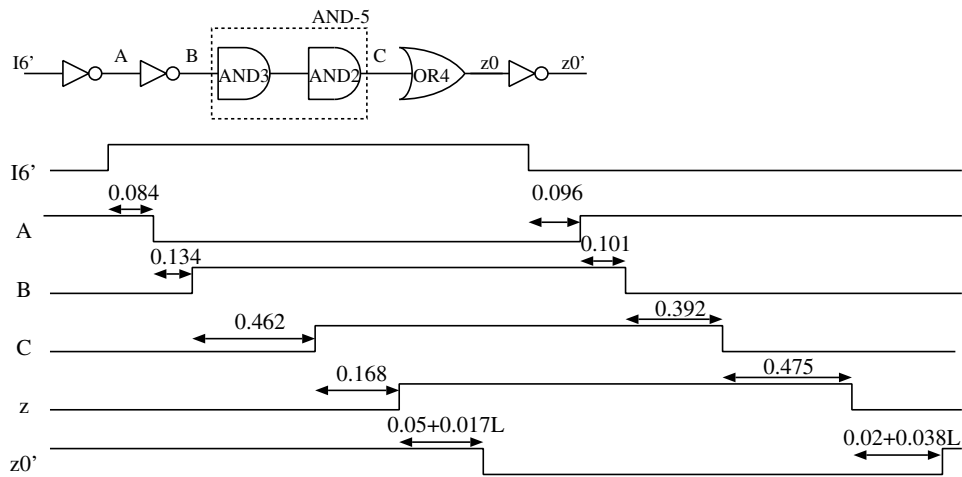 AND-5
I6’ A B C z0 z0’
AND3 AND2 OR4
I6’
0.084 0.096
A
0.134 0.101
B
0.462 0.392
C
0.168 0.475
z
0.05+0.017L 0.02+0.038L
z0’